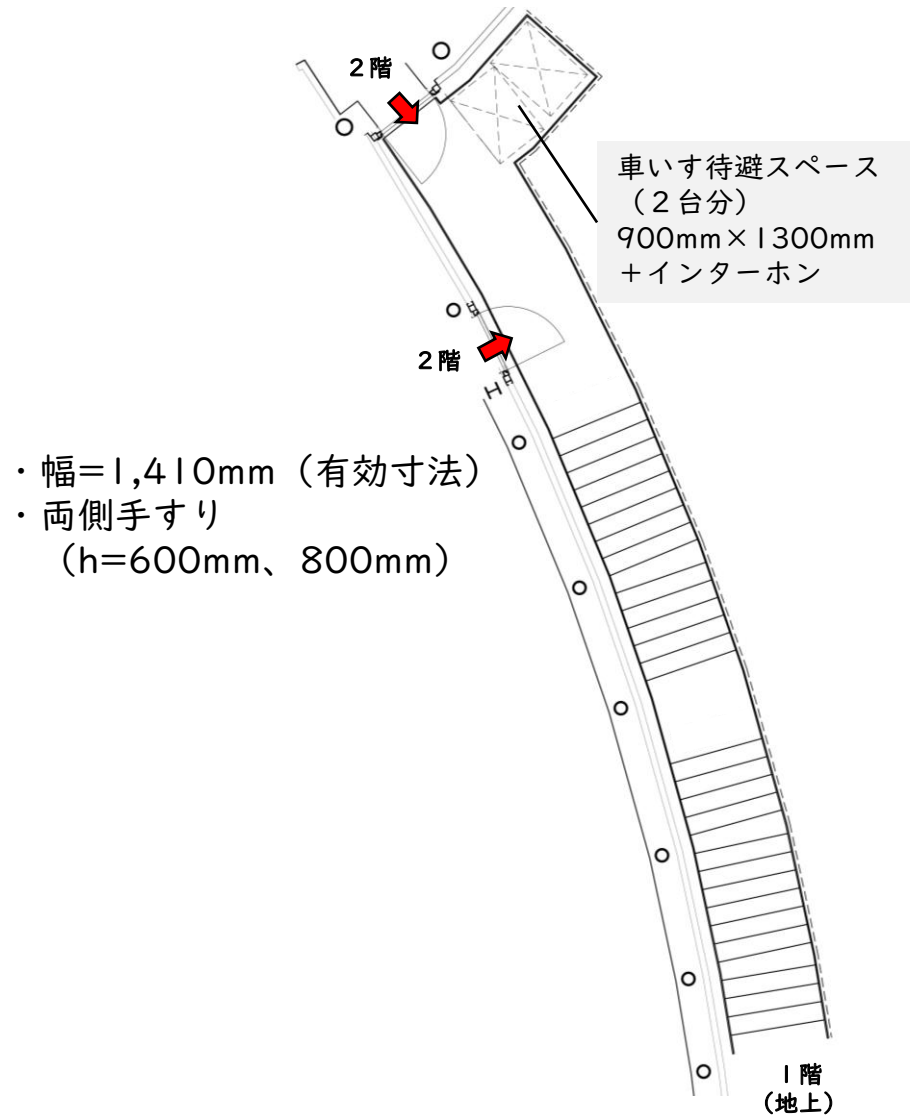 2階
車いす待避スペース
（２台分）
900mm×1300mm
＋インターホン
2階
・幅=1,410mm（有効寸法）
・両側手すり
（h=600mm、800mm）
1階
（地上）